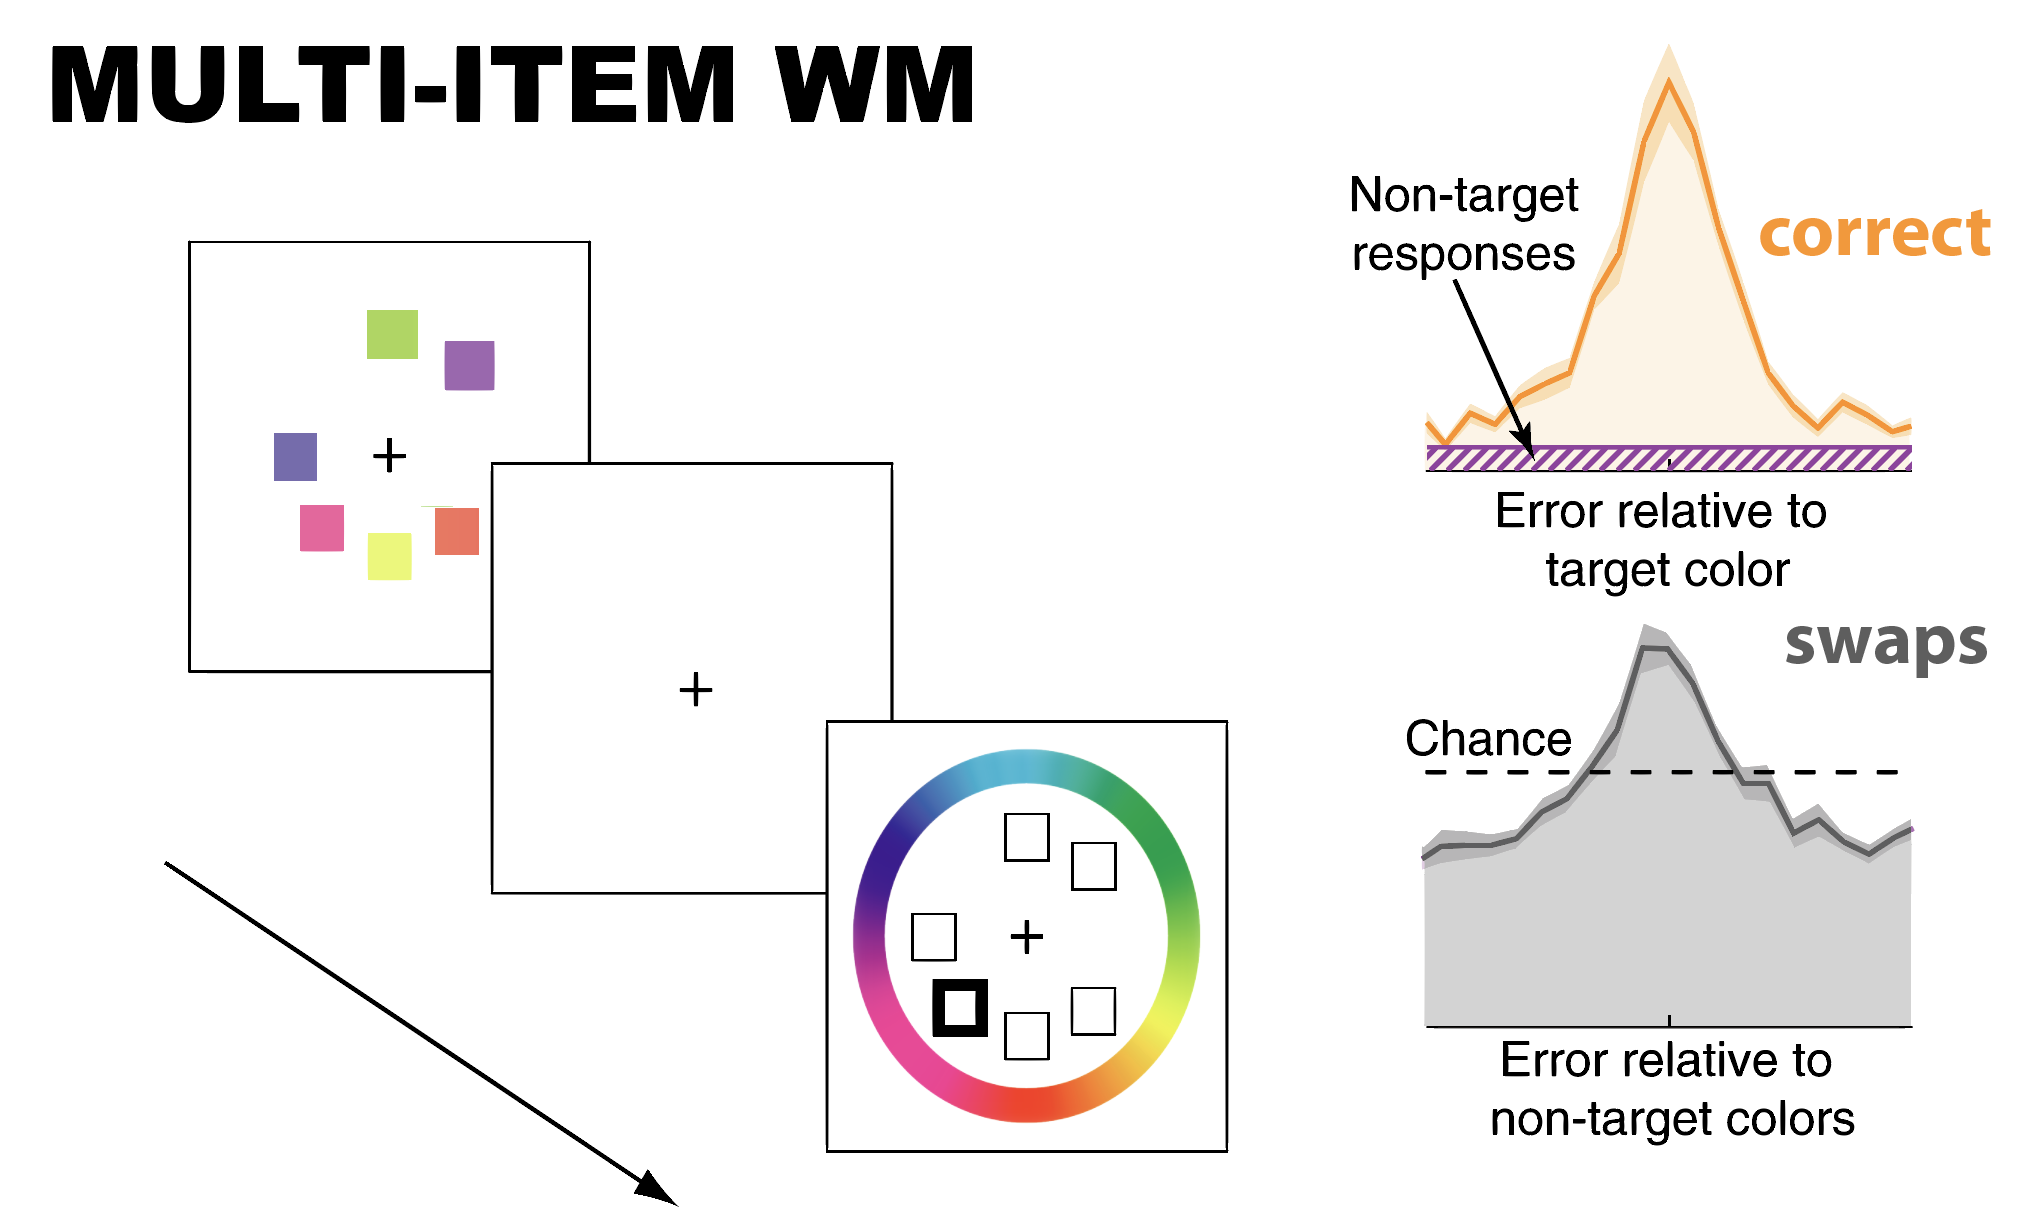 MULTI-ITEM WM
Non-target
responses
correct
Error relative to
target color
swaps
Chance
Error relative to
non-target colors